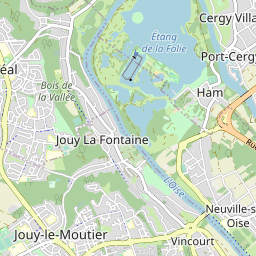 Cergy Villa
Etang
de la Folie
Port-Cergy
éal
Bois de
la Vallée
Ham
Jouy La Fontaine
L'Oise
Neuville-s
Oise
Jouy-le-Moutier
Vincourt